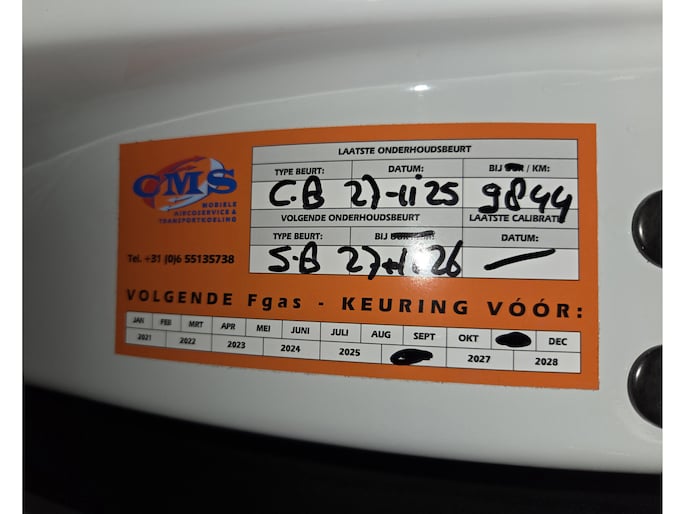 LAATSTE ONDERHOUDSBEURT
TYPE BEURT: DATUM: BIJ / KM:
C.B 27-11 25 9844
VOLGENDE ONDERHOUDSBEURT LAATSTE CALIBRATIE
TYPE BEURT: BIJ DATUM:
S.B 27-11 26 —
CMS
MOBIELE
AIRCOSERVICE &
TRANSPORTKOELING
Tel. +31 (0)6 55135738
VOLGENDE Fgas - KEURING VÓÓR:
JAN FEB MRT APR MEI JUNI JULI AUG SEPT OKT DEC
2021 2022 2023 2024 2025 2027 2028